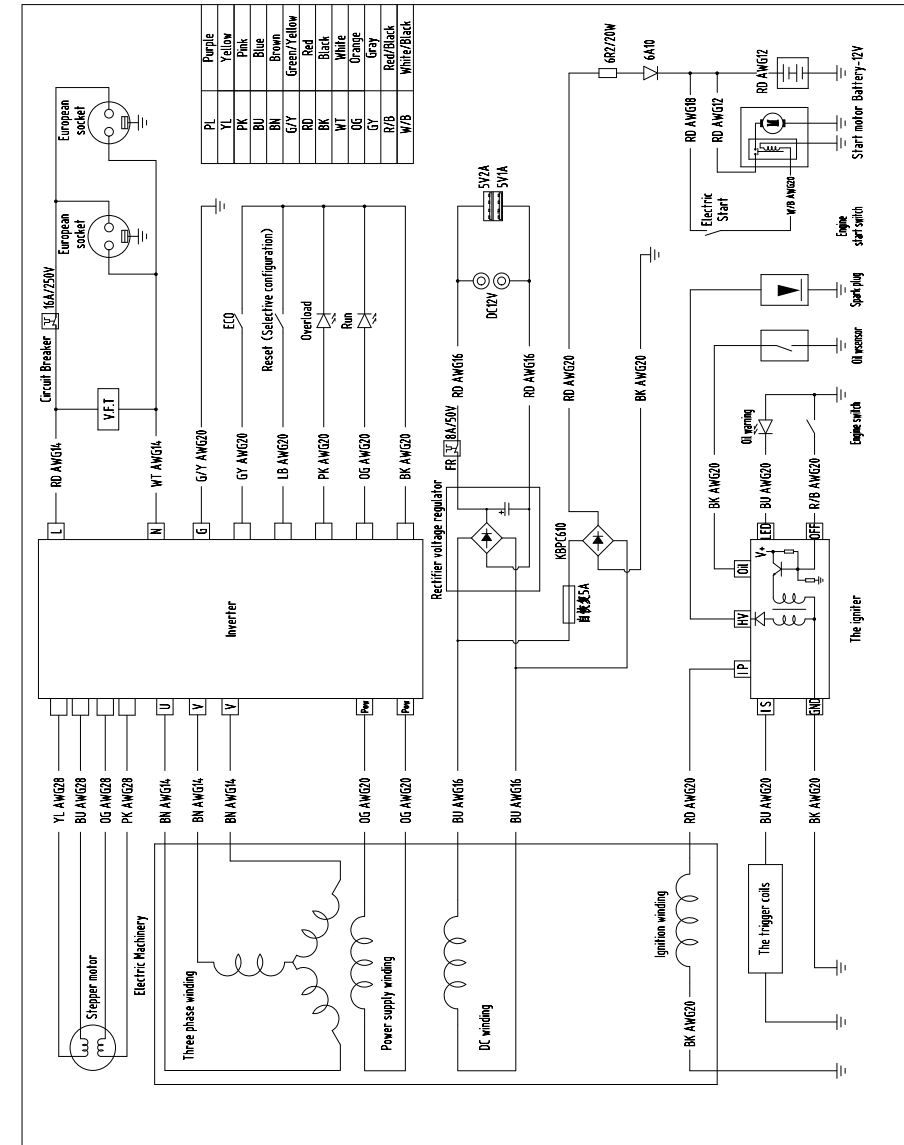 European
socket
European
socket
Circuit Breaker
16A/250V
V.F.T
RD AWG14
WT AWG14
L
N
G
G/Y AWG20
GY AWG20
LB AWG20
PK AWG20
OG AWG20
BK AWG20
ECO
Reset (Selective configuration)
Overload
Run
PL Purple
YL Yellow
PK Pink
BU Blue
BN Brown
G/Y Green/Yellow
RD Red
BK Black
WT White
OG Orange
GY Gray
R/B Red/Black
W/B White/Black
Inverter
U
V
V
Pow
Pow
YL AWG28
BU AWG28
OG AWG28
PK AWG28
BN AWG14
BN AWG14
BN AWG14
OG AWG20
OG AWG20
BU AWG16
BU AWG16
Stepper motor
Electric Machinery
Three phase winding
Power supply winding
DC winding
Ignition winding
BK AWG20
Rectifier voltage regulator
FR
8A/50V
RD AWG16
RD AWG16
DC12V
5V2A
5V1A
自恢复5A
KBPC610
RD AWG20
BK AWG20
6R2/20W
6A10
RD AWG18
RD AWG12
RD AWG12
Electric
Start
W/B AWG20
Battery-12V
Start motor
Engine
start switch
Spark plug
Oil wsensor
Engine switch
Oil warning
BK AWG20
BU AWG20
R/B AWG20
LED
OFF
Oil
HV
IP
IS
GND
V+
The igniter
RD AWG20
BU AWG20
BK AWG20
The trigger coils